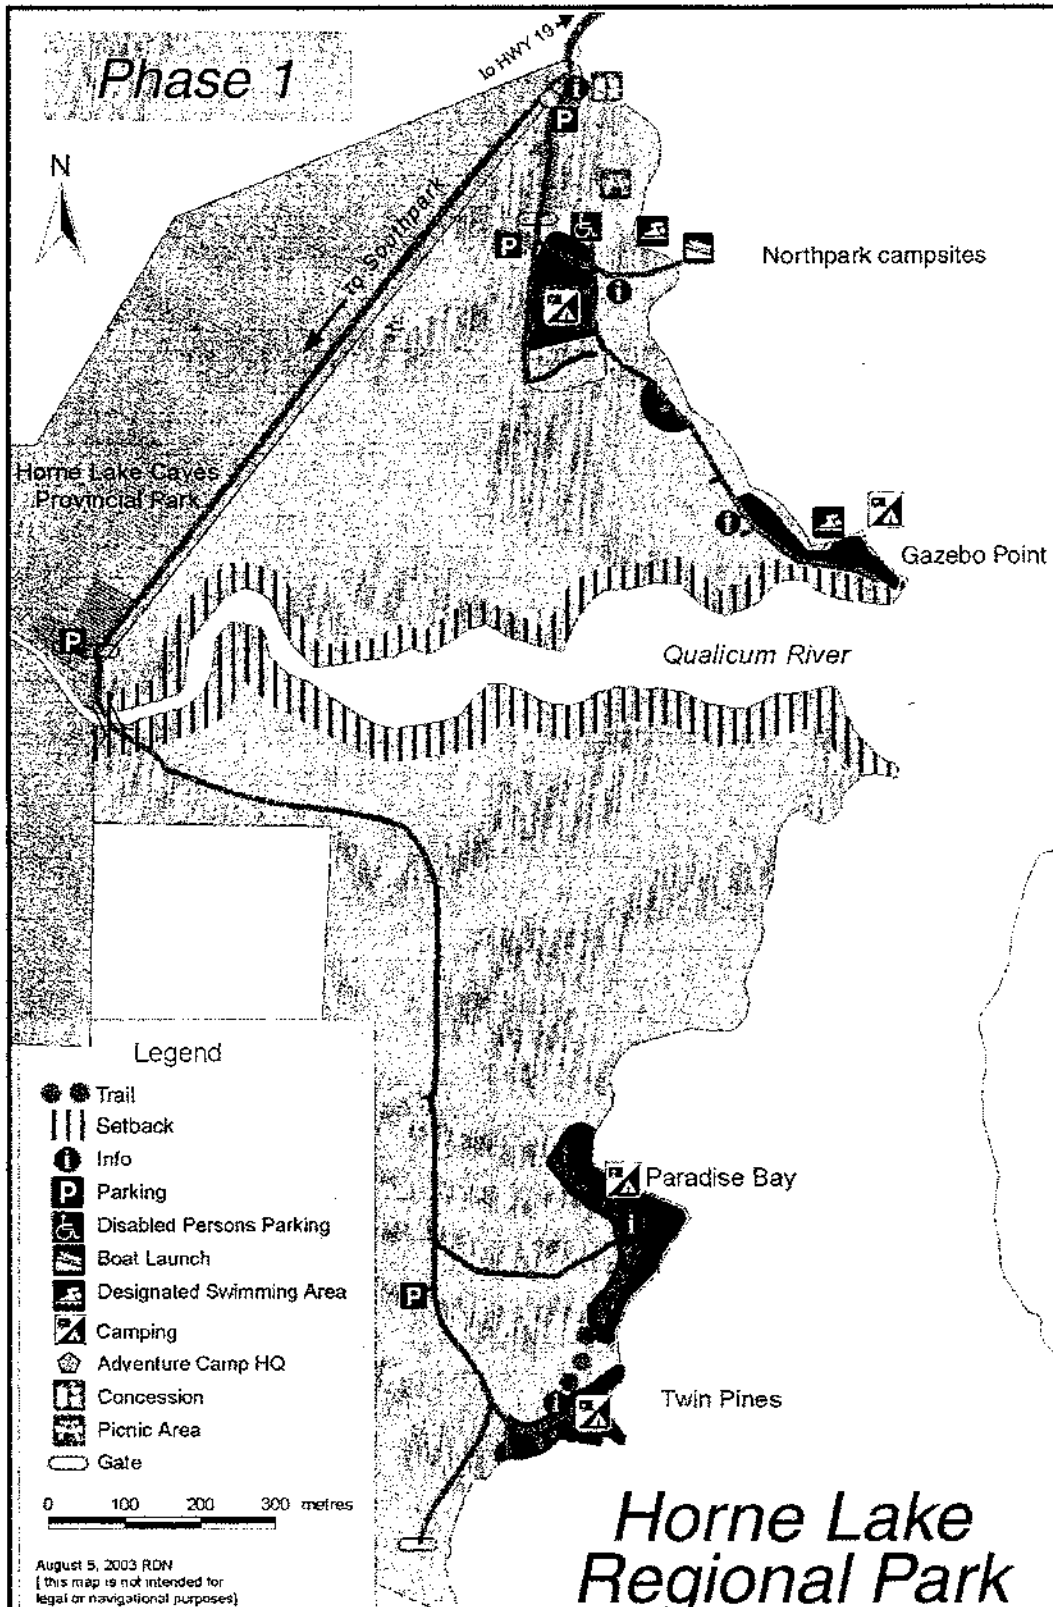 Phase 1
to HWY 19
N
To Southpark
P
P
Northpark campsites
Horne Lake Caves
Provincial Park
Gazebo Point
P
Qualicum River
Legend
Trail
Setback
Info
Parking
Disabled Persons Parking
Boat Launch
Designated Swimming Area
Camping
Adventure Camp HQ
Concession
Picnic Area
Gate
0 100 200 300 metres
August 5, 2003 RDN
( this map is not intended for
legal or navigational purposes)
Paradise Bay
P
Twin Pines
Horne Lake
Regional Park